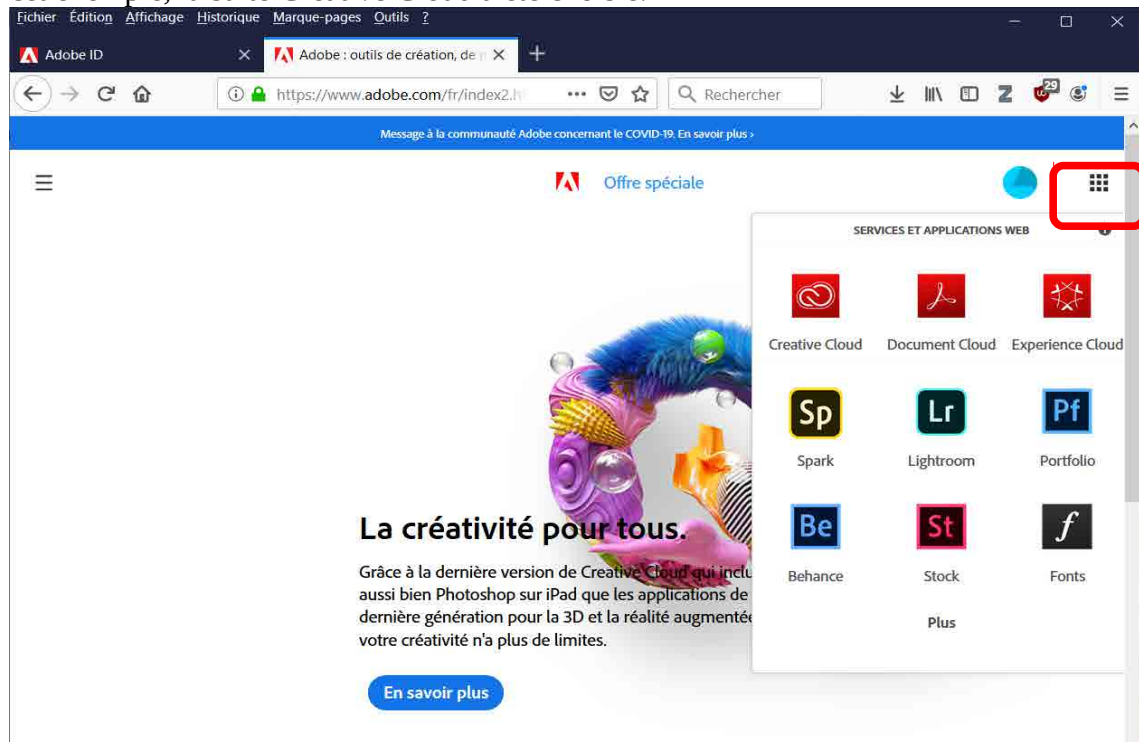 Fichier Édition Affichage Historique Marque-pages Outils ?
Adobe ID
Adobe : outils de création, de
https://www.adobe.com/fr/index2.h
Rechercher
29
Message à la communauté Adobe concernant le COVID-19. En savoir plus ›
Offre spéciale
SERVICES ET APPLICATIONS WEB
Creative Cloud Document Cloud Experience Cloud
Sp Lr Pf
Spark Lightroom Portfolio
Be St f
Behance Stock Fonts
Plus
La créativité pour tous.
Grâce à la dernière version de Creative Cloud qui inclu
aussi bien Photoshop sur iPad que les applications de
dernière génération pour la 3D et la réalité augmentée
votre créativité n'a plus de limites.
En savoir plus